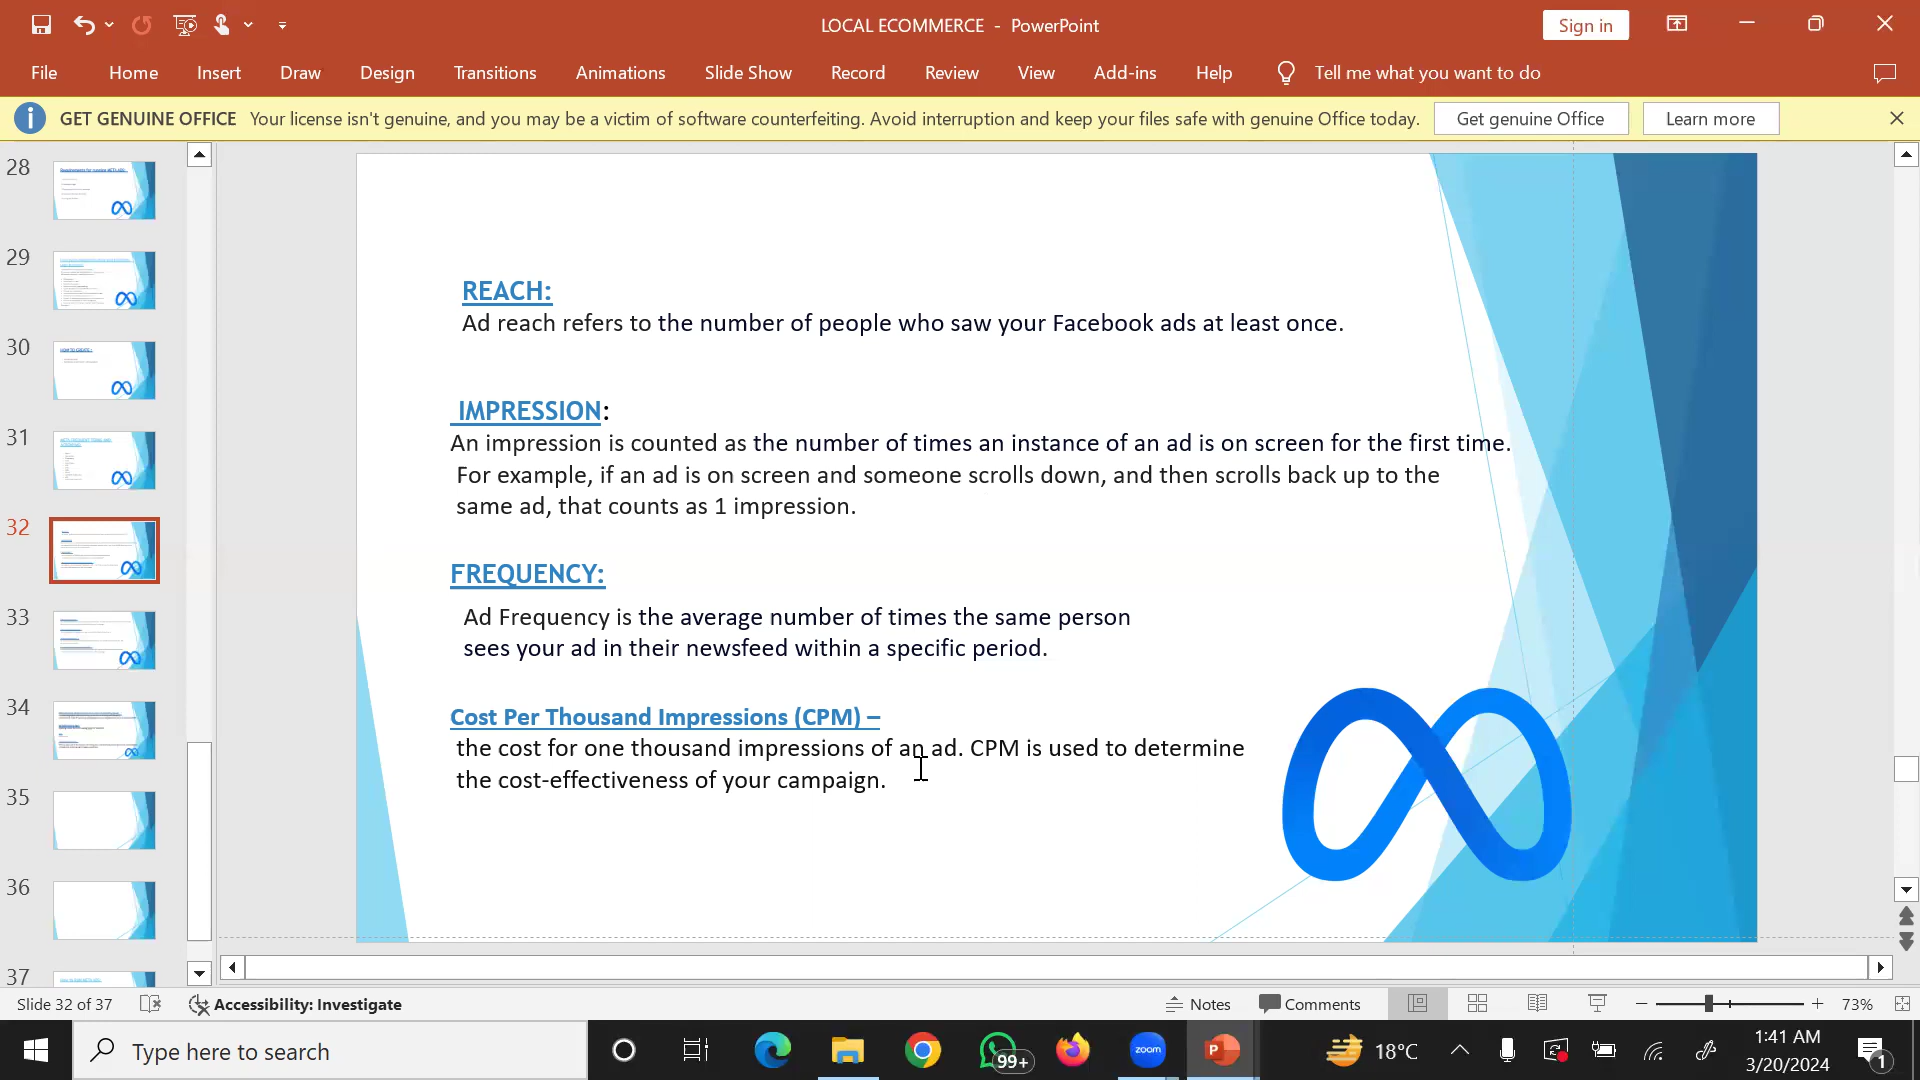 LOCAL ECOMMERCE - PowerPoint
Sign in
File Home Insert Draw Design Transitions Animations Slide Show Record Review View Add-ins Help Tell me what you want to do
GET GENUINE OFFICE Your license isn't genuine, and you may be a victim of software counterfeiting. Avoid interruption and keep your files safe with genuine Office today. Get genuine Office Learn more
28
29
30
31
32
33
34
35
36
37
REACH:
Ad reach refers to the number of people who saw your Facebook ads at least once.
IMPRESSION:
An impression is counted as the number of times an instance of an ad is on screen for the first time.
For example, if an ad is on screen and someone scrolls down, and then scrolls back up to the
same ad, that counts as 1 impression.
FREQUENCY:
Ad Frequency is the average number of times the same person
sees your ad in their newsfeed within a specific period.
Cost Per Thousand Impressions (CPM) –
the cost for one thousand impressions of an ad. CPM is used to determine
the cost-effectiveness of your campaign.
Slide 32 of 37 Accessibility: Investigate Notes Comments 73%
Type here to search
zoom
99+
18°C
1:41 AM
3/20/2024
1